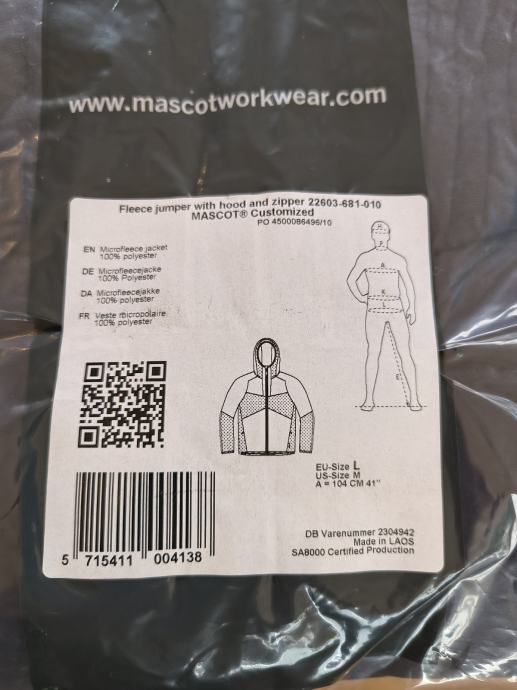 www.mascotworkwear.com
Fleece jumper with hood and zipper 22603-681-010
MASCOT® Customized
PO 4500086496/10
EN Microfleece jacket
100% polyester
DE Microfleecejacke
100% Polyester
DA Microfleecejakke
100% polyester
FR Veste micropolaire
100% polyester
H
F
A
K
L
E
EU-Size L
US-Size M
A = 104 CM 41"
DB Varenummer 2304942
Made in LAOS
SA8000 Certified Production
5 715411 004138